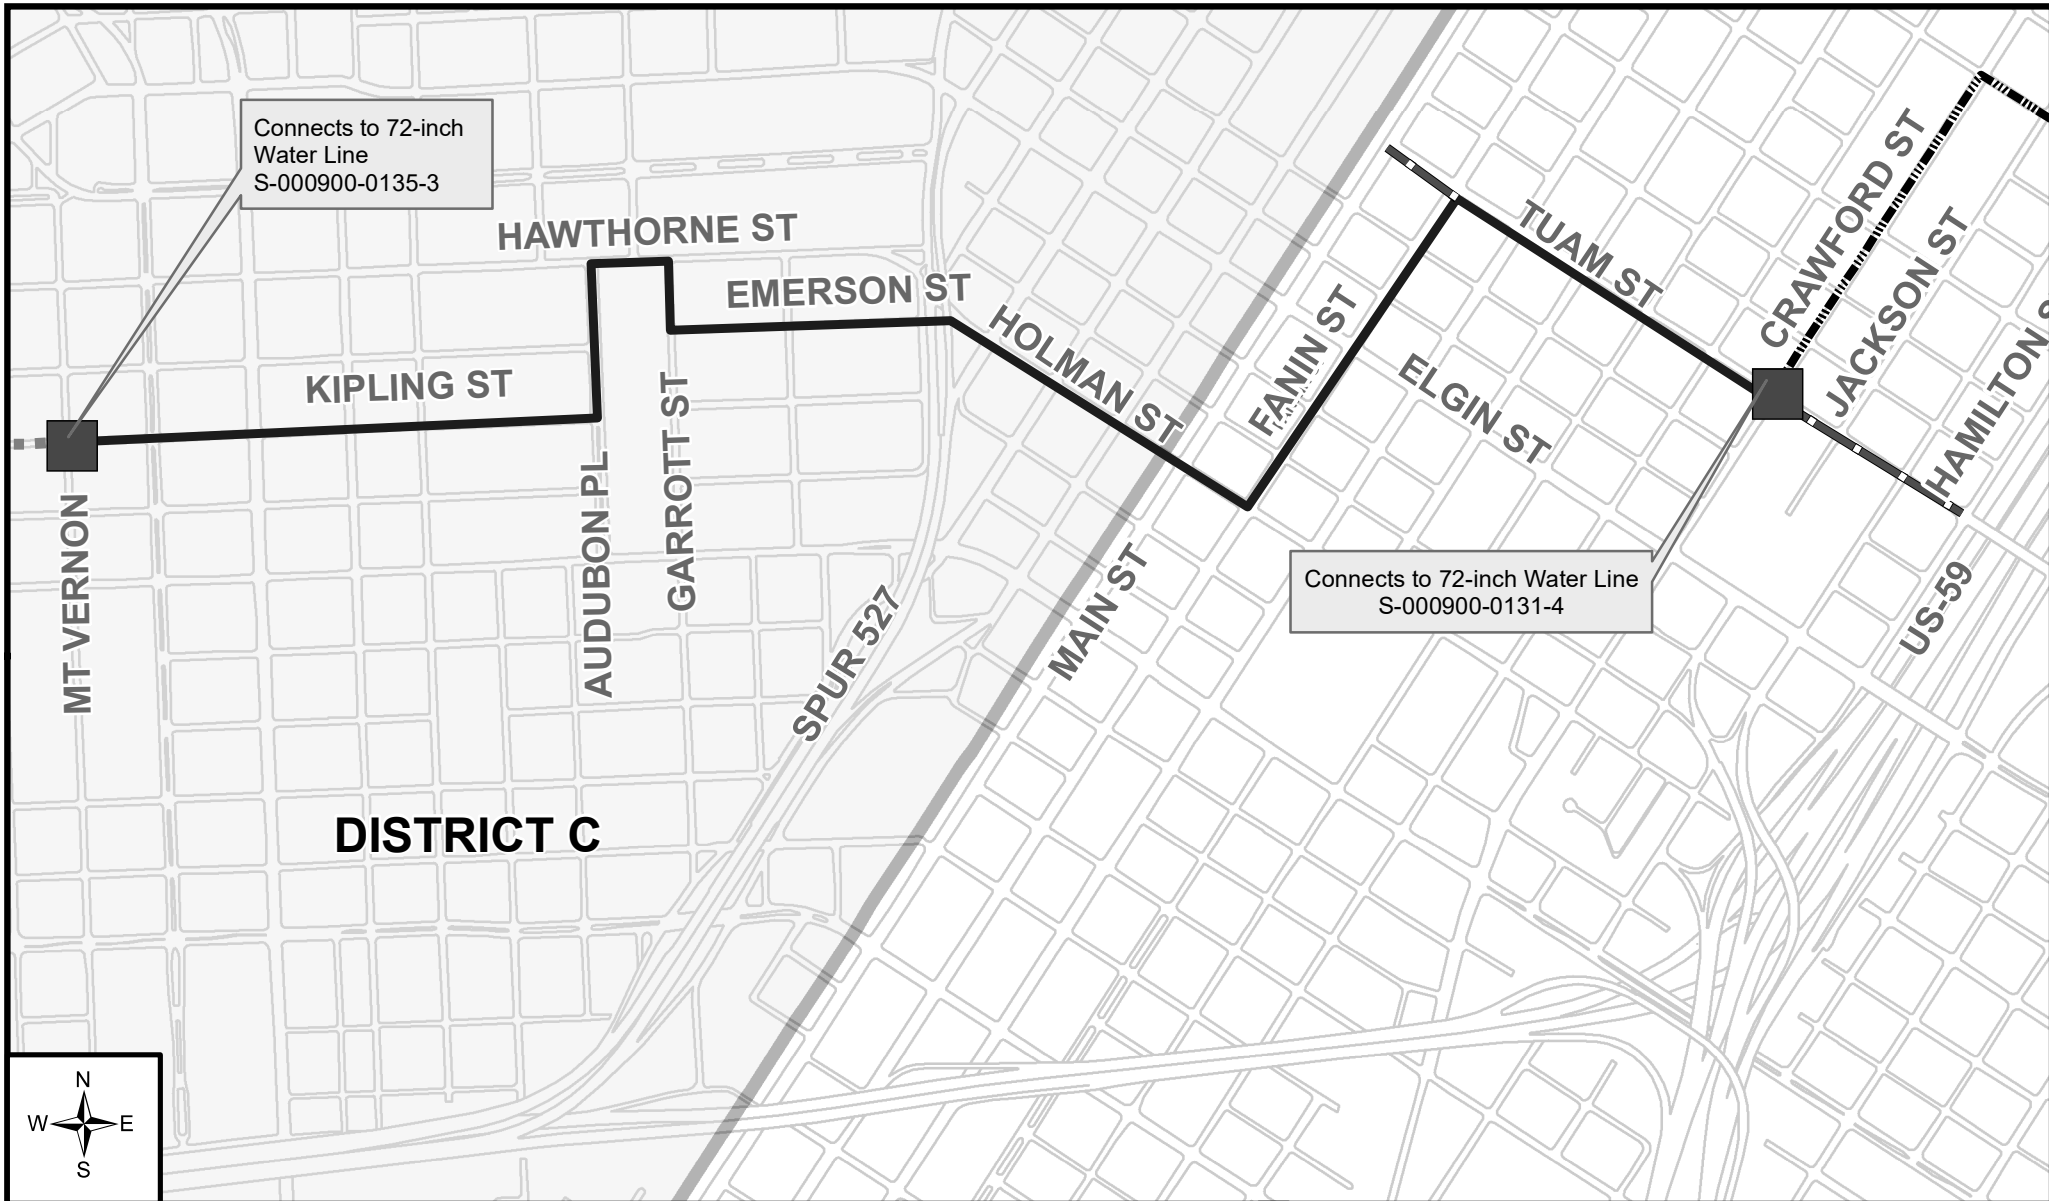 Connects to 72-inch
Water Line
S-000900-0135-3
HAWTHORNE ST
EMERSON ST
KIPLING ST
HOLMAN ST
FANIN ST
TUAM ST
CRAWFORD ST
JACKSON ST
HAMILTON S
ELGIN ST
MT VERNON
AUDUBON PL
GARROTT ST
SPUR 527
MAIN ST
Connects to 72-inch Water Line
S-000900-0131-4
US-59
DISTRICT C
N
W
E
S